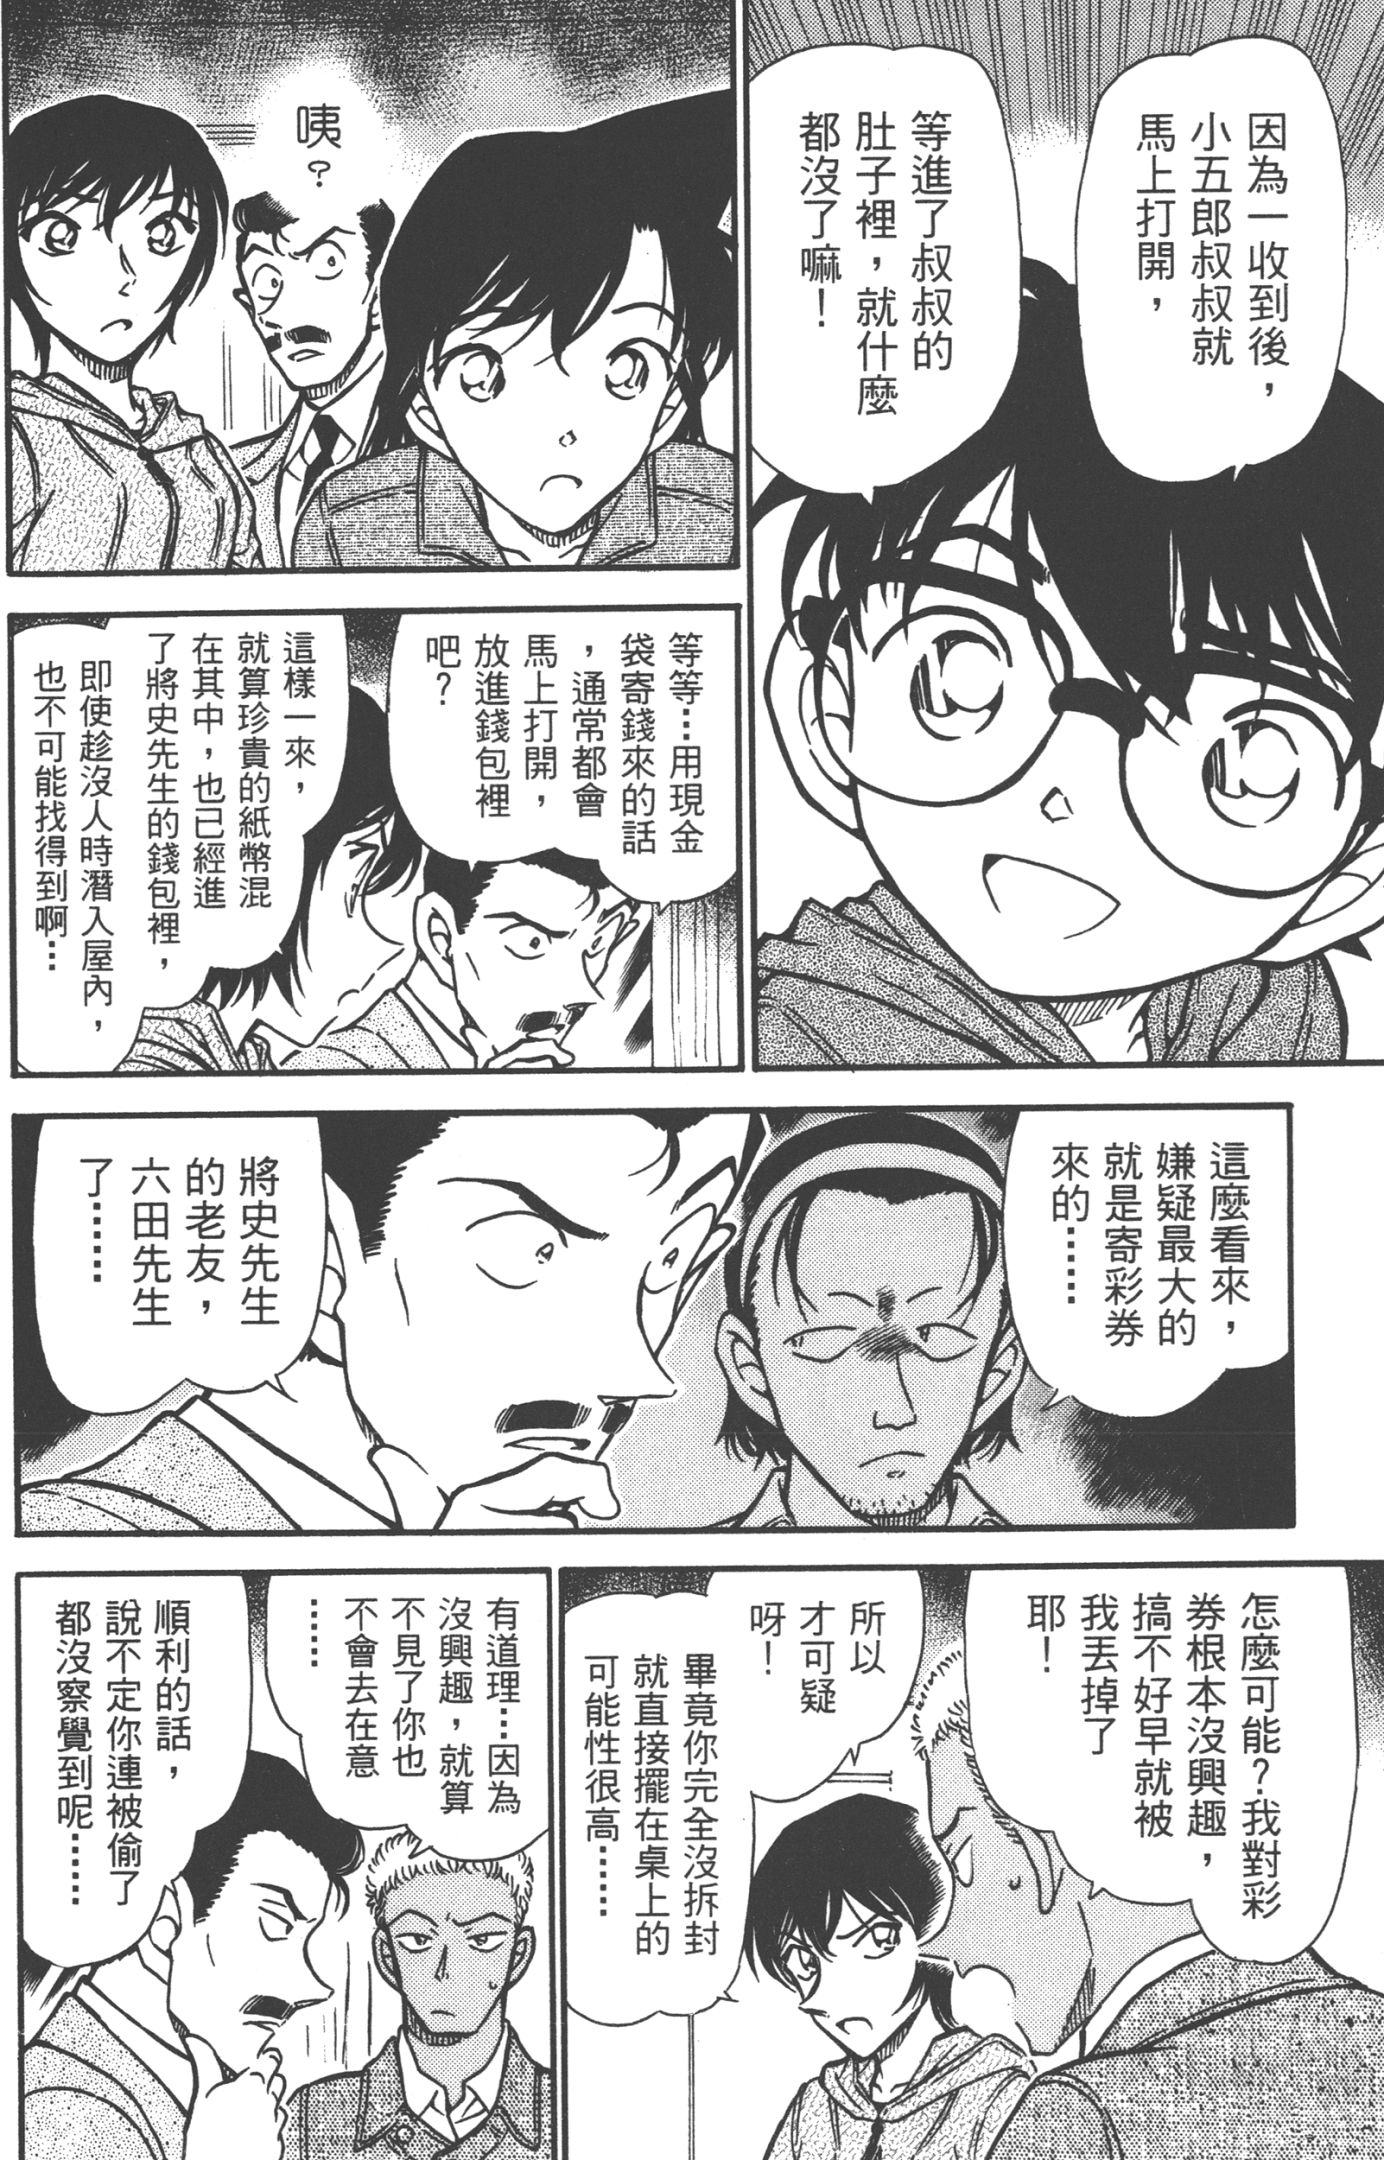 因為一收到後，
小五郎叔叔就
馬上打開，
等進了叔叔的
肚子裡，就什麼
都沒了嘛！
咦？
等等…用現金
袋寄錢來的話
，通常都會
馬上打開，
放進錢包裡
吧？
這樣一來，
就算珍貴的紙幣混
在其中，也已經進
了將史先生的錢包裡，
即使趁沒人時潛入屋內，
也不可能找得到啊…
這麼看來，
嫌疑最大的
就是寄彩券
來的……
將史先生
的老友，
六田先生
了……
怎麼可能？我對彩
券根本沒興趣，
搞不好早就被
我丟掉了
耶！
所以
才可疑
呀！
畢竟你完全沒拆封
就直接擺在桌上的
可能性很高……
有道理…因為
沒興趣，就算
不見了你也
不會去在意
……
順利的話，
說不定你連被偷了
都沒察覺到呢……